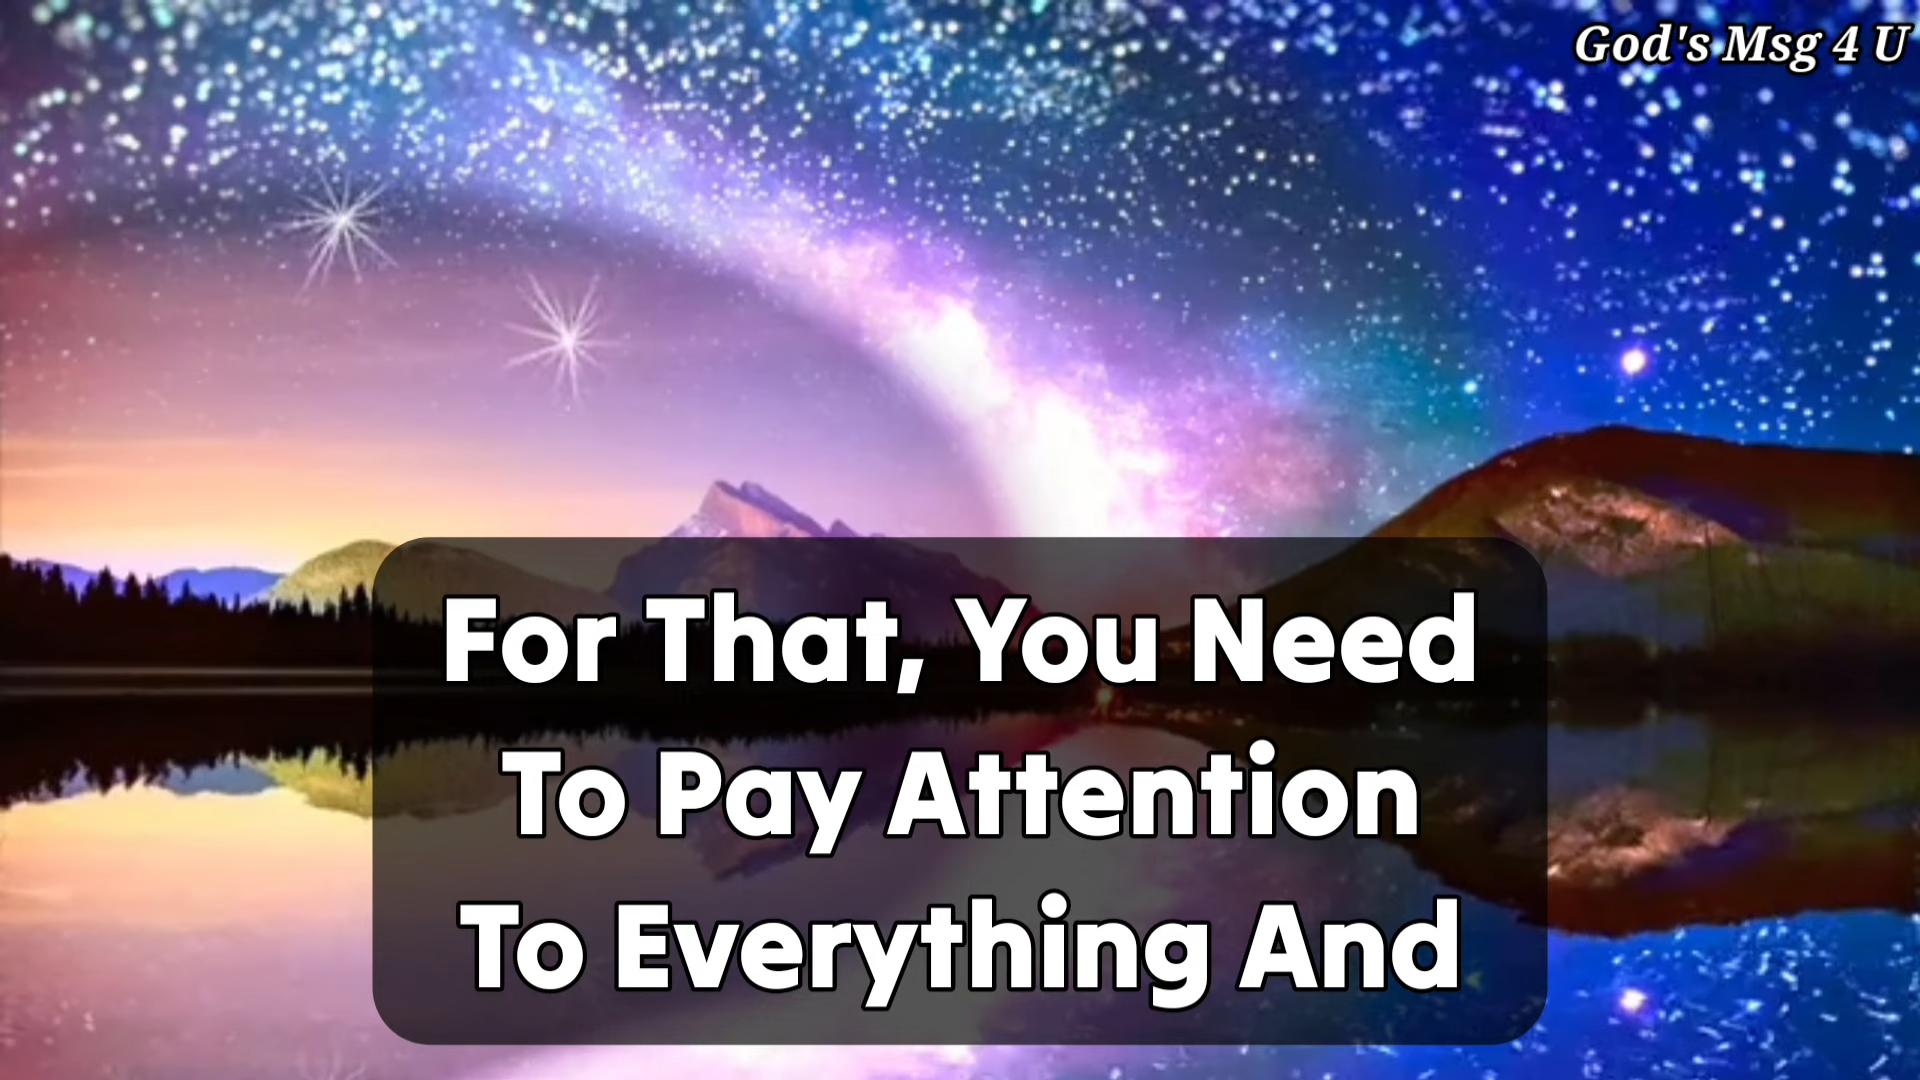 God's Msg 4 U
For That, You Need
To Pay Attention
To Everything And